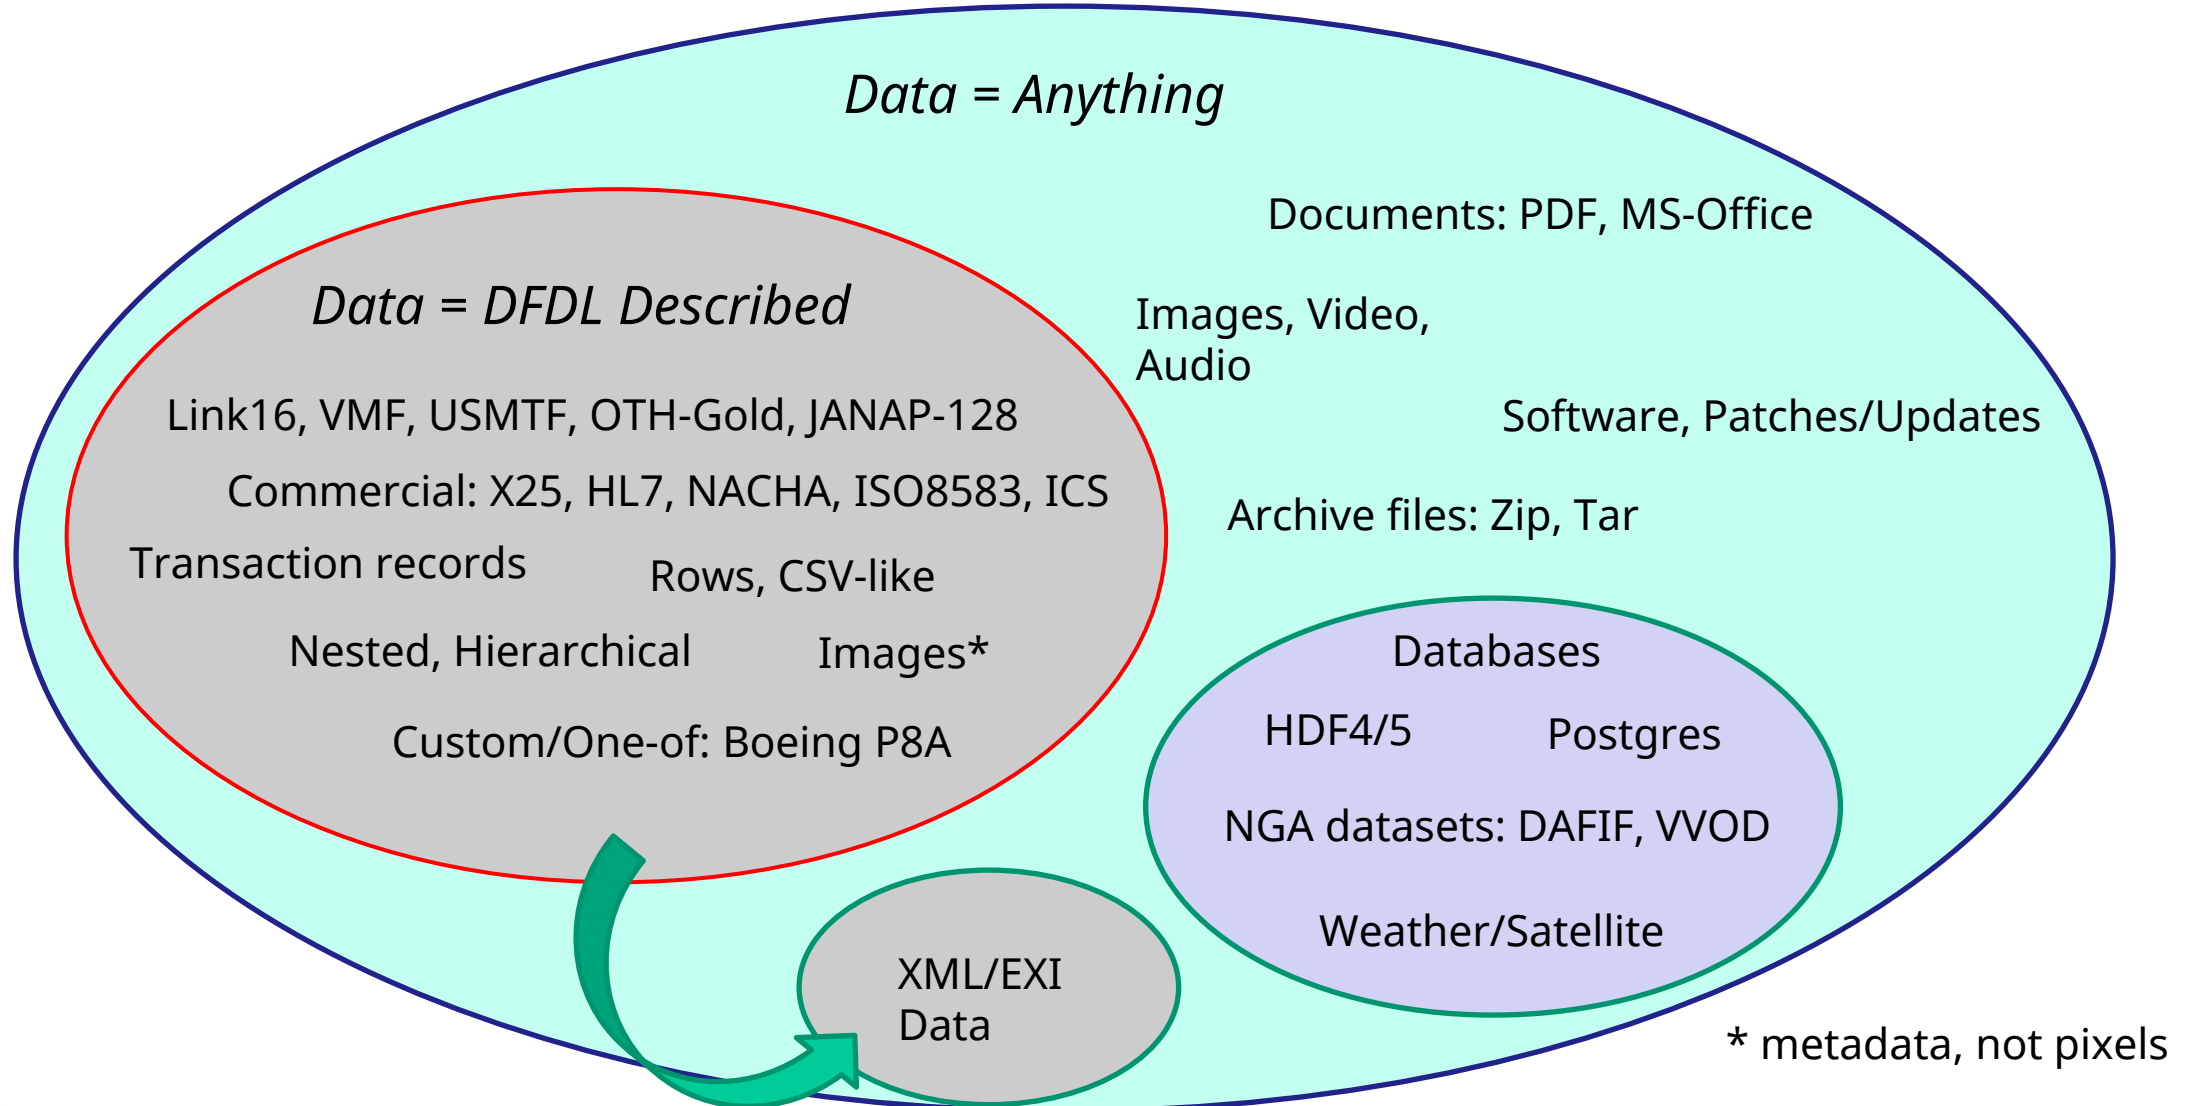 Data = Anything
Documents: PDF, MS-Office
Data = DFDL Described
Images, Video,
Audio
Link16, VMF, USMTF, OTH-Gold, JANAP-128
Software, Patches/Updates
Commercial: X25, HL7, NACHA, ISO8583, ICS
Archive files: Zip, Tar
Transaction records
Rows, CSV-like
Nested, Hierarchical
Images*
Custom/One-of: Boeing P8A
Databases
HDF4/5
Postgres
NGA datasets: DAFIF, VVOD
Weather/Satellite
XML/EXI
Data
* metadata, not pixels